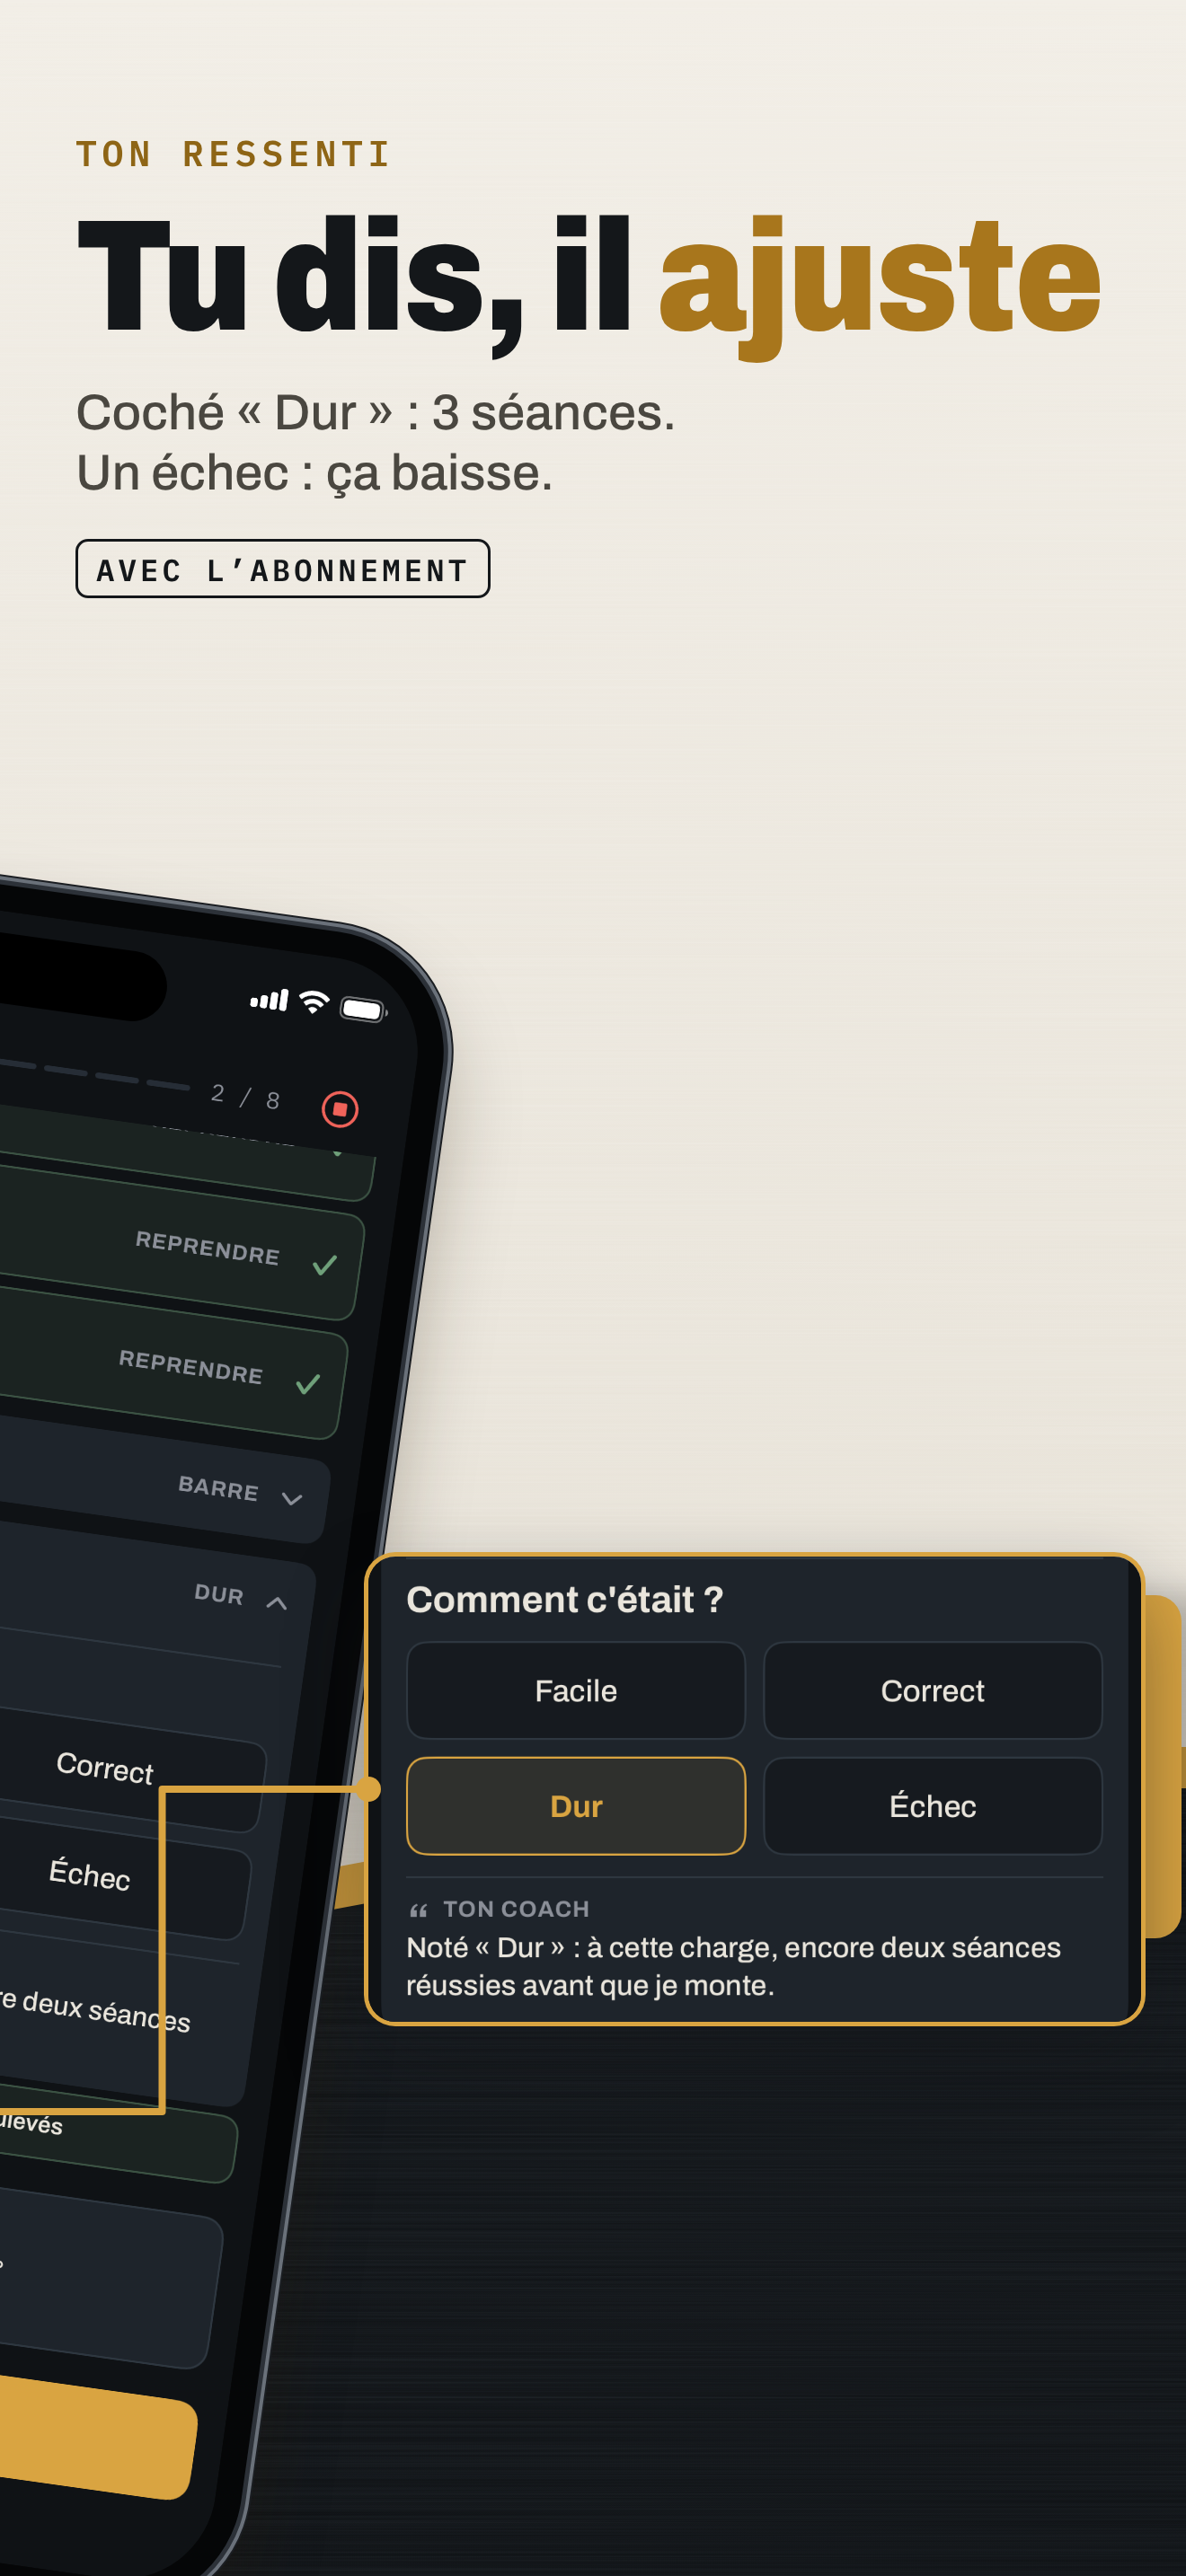 TON RESSENTI
Tu dis, il ajuste
Coché « Dur » : 3 séances.
Un échec : ça baisse.
AVEC L’ABONNEMENT
2 / 8
REPRENDRE
REPRENDRE
BARRE
DUR
Correct
Échec
deux séances
Comment c'était ?
Facile
Correct
Dur
Échec
“ TON COACH
Noté « Dur » : à cette charge, encore deux séances
réussies avant que je monte.